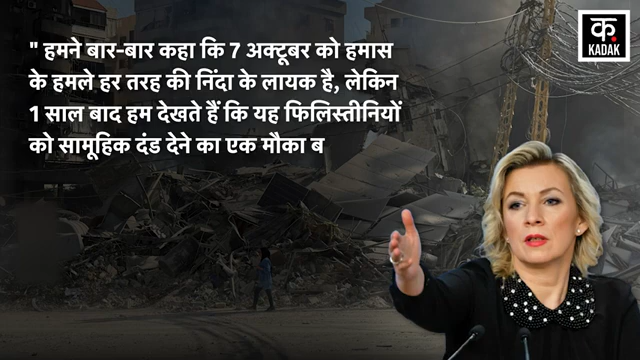 क.
KADAK
" हमने बार-बार कहा कि 7 अक्टूबर को हमास
के हमले हर तरह की निंदा के लायक है, लेकिन
1 साल बाद हम देखते हैं कि यह फिलिस्तीनियों
को सामूहिक दंड देने का एक मौका ब